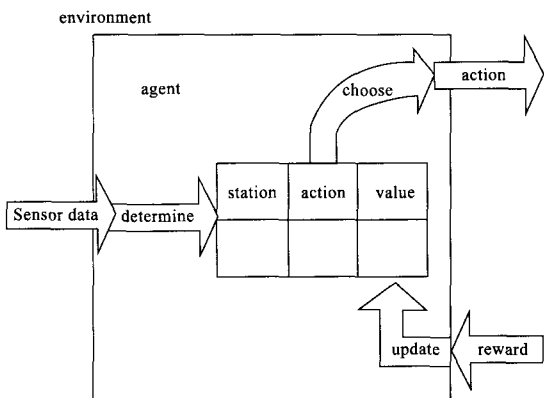 environment
agent
choose
action
station action value
Sensor data
determine
update
reward